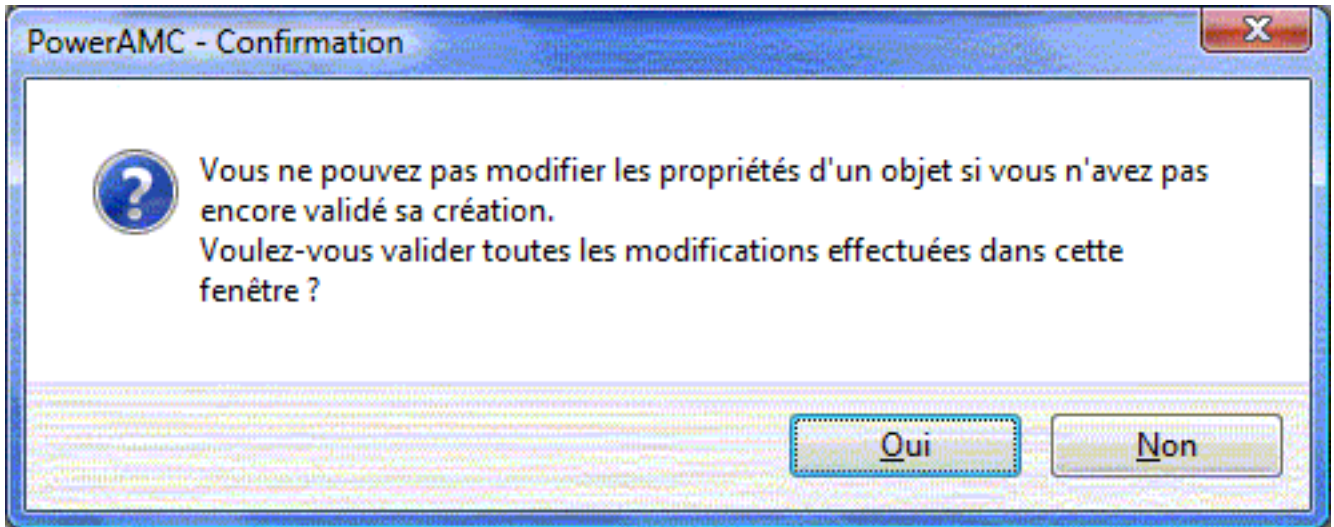 PowerAMC - Confirmation
Vous ne pouvez pas modifier les propriétés d'un objet si vous n'avez pas
encore validé sa création.
Voulez-vous valider toutes les modifications effectuées dans cette
fenêtre ?
Oui
Non